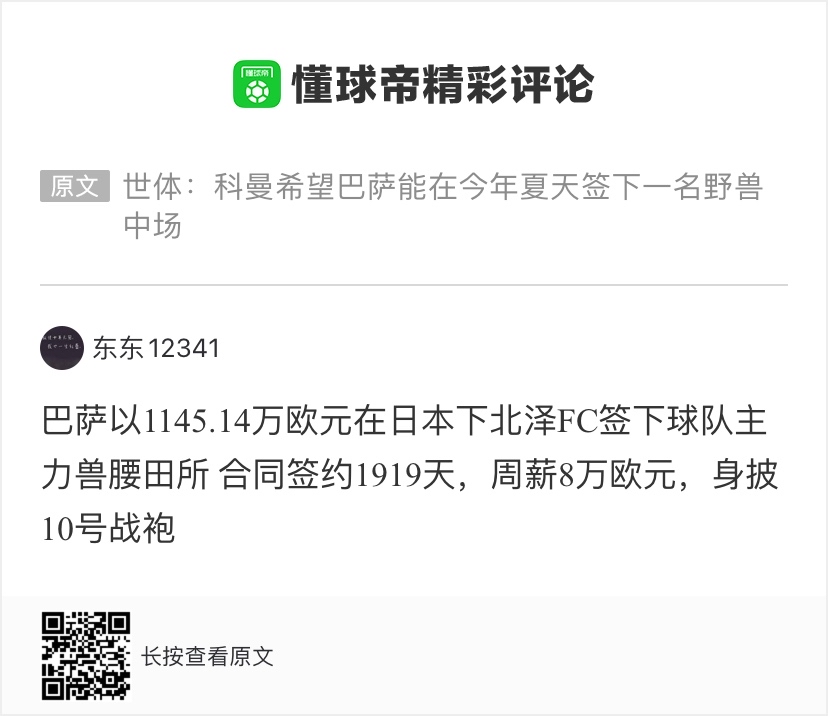 懂球帝精彩评论
原文 世体：科曼希望巴萨能在今年夏天签下一名野兽
中场
东东12341
巴萨以1145.14万欧元在日本下北泽FC签下球队主
力兽腰田所 合同签约1919天，周薪8万欧元，身披
10号战袍
长按查看原文